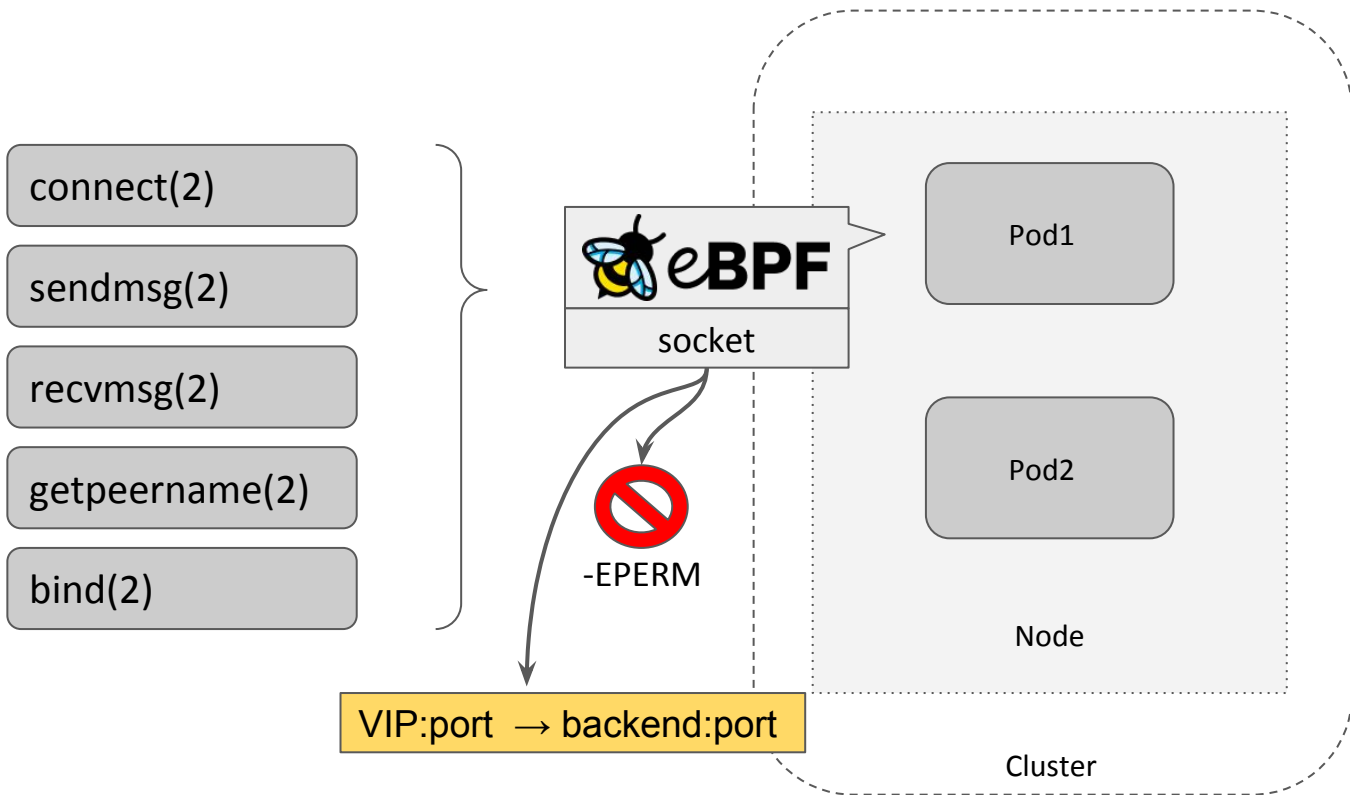 connect(2)
sendmsg(2)
recvmsg(2)
getpeername(2)
bind(2)
eBPF
socket
-EPERM
VIP:port → backend:port
Pod1
Pod2
Node
Cluster